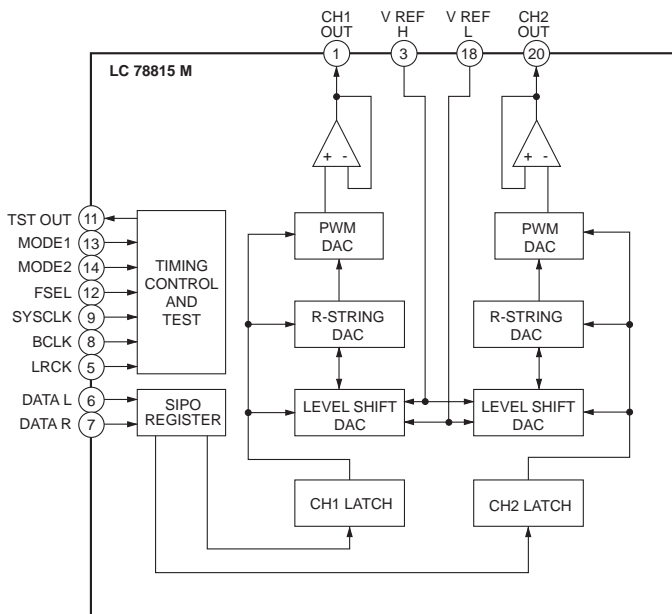 CH1
OUT
V REF
H
V REF
L
CH2
OUT
1
3
18
20
LC 78815 M
+ -
+ -
TST OUT 11
MODE1 13
MODE2 14
FSEL 12
SYSCLK 9
BCLK 8
LRCK 5
DATA L 6
DATA R 7
TIMING
CONTROL
AND
TEST
SIPO
REGISTER
PWM
DAC
R-STRING
DAC
LEVEL SHIFT
DAC
CH1 LATCH
PWM
DAC
R-STRING
DAC
LEVEL SHIFT
DAC
CH2 LATCH